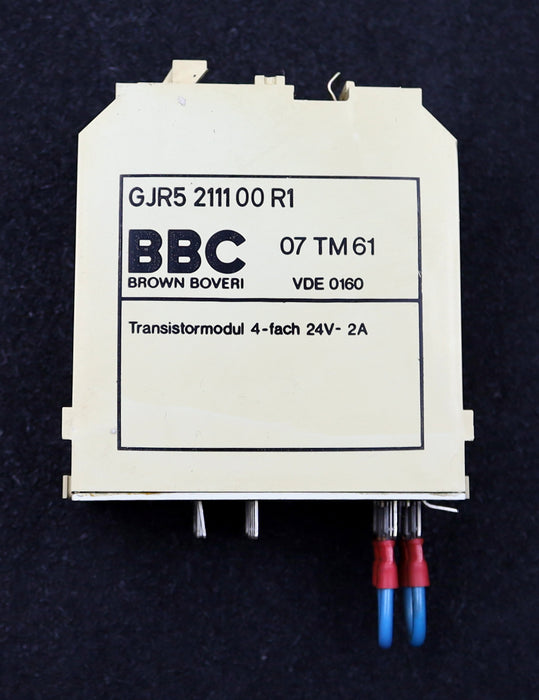 GJR5 2111 00 R1
BBC 07 TM 61
BROWN BOVERI VDE 0160
Transistormodul 4-fach 24V- 2A